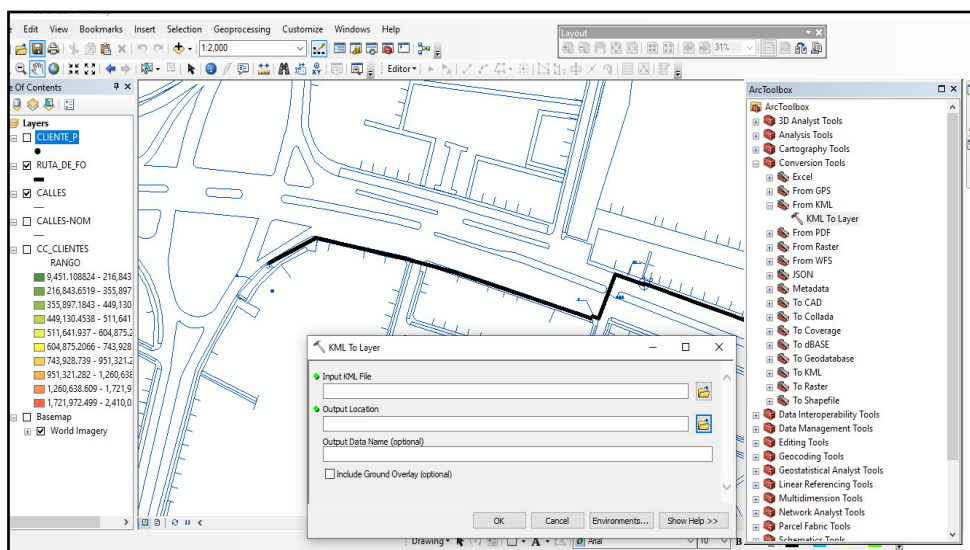 Edit View Bookmarks Insert Selection Geoprocessing Customize Windows Help
Layout
1:2,000
31%
Editor
Of Contents
ArcToolbox
Layers
CLIENTE_P
RUTA_DE_FO
CALLES
CALLES-NOM
CC_CLIENTES
RANGO
9,451.108824 - 216,843
216,843.6519 - 355,897
355,897.1843 - 449,130
449,130.4538 - 511,641
511,641.937 - 604,875.2
604,875.2066 - 743,928
743,928.739 - 951,321.2
951,321.282 - 1,260,638
1,260,638.609 - 1,721,9
1,721,972.499 - 2,410,0
Basemap
World Imagery
ArcToolbox
3D Analyst Tools
Analysis Tools
Cartography Tools
Conversion Tools
Excel
From GPS
From KML
KML To Layer
From PDF
From Raster
From WFS
JSON
Metadata
To CAD
To Collada
To Coverage
To dBASE
To Geodatabase
To KML
To Raster
To Shapefile
Data Interoperability Tools
Data Management Tools
Editing Tools
Geocoding Tools
Geostatistical Analyst Tools
Linear Referencing Tools
Multidimension Tools
Network Analyst Tools
Parcel Fabric Tools
Schematics Tools
KML To Layer
Input KML File
Output Location
Output Data Name (optional)
Include Ground Overlay (optional)
OK Cancel Environments... Show Help >>
Drawing A Arial 10 B